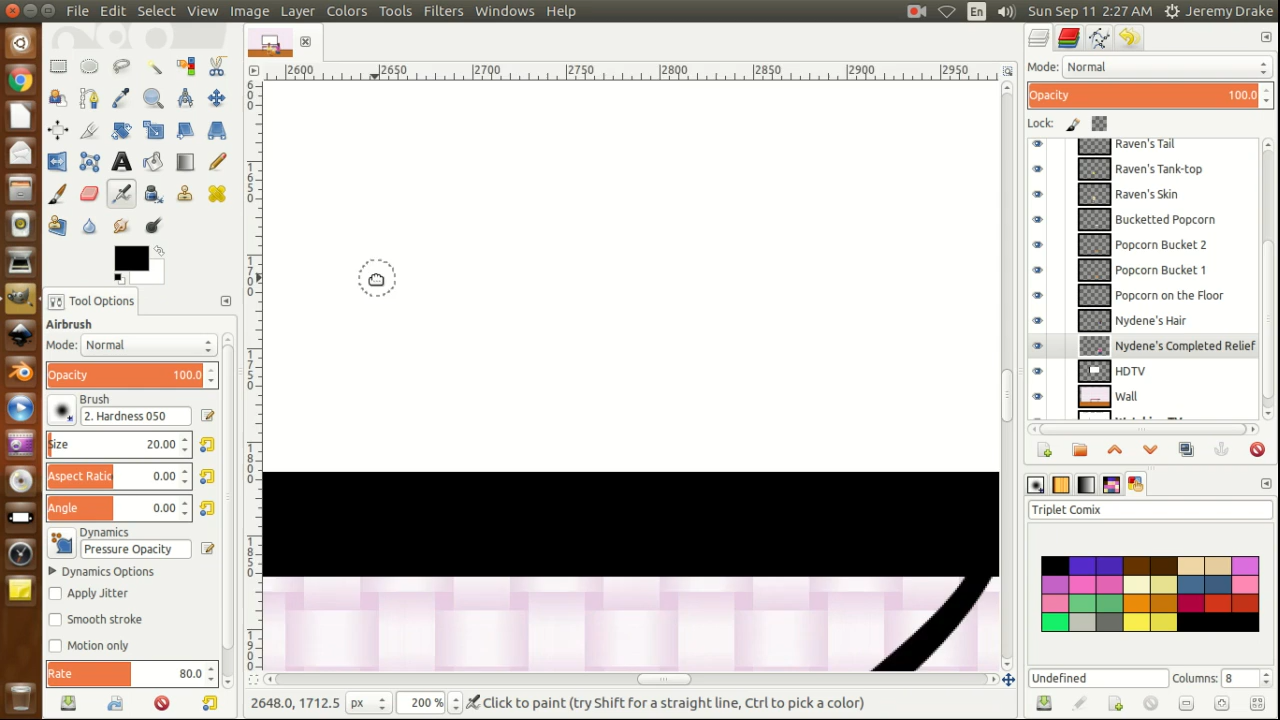 File Edit Select View Image Layer Colors Tools Filters Windows Help
En Sun Sep 11 2:27 AM Jeremy Drake
2600 2650 2700 2750 2800 2850 2900 2950
Mode: Normal
Opacity 100.0
Lock:
Raven's Tail
Raven's Tank-top
Raven's Skin
Bucketted Popcorn
Popcorn Bucket 2
Popcorn Bucket 1
Popcorn on the Floor
Nydene's Hair
Nydene's Completed Relief
HDTV
Wall
Tool Options
Airbrush
Mode: Normal
Opacity 100.0
Brush
2. Hardness 050
Size 20.00
Aspect Ratio 0.00
Angle 0.00
Dynamics
Pressure Opacity
Dynamics Options
Apply Jitter
Smooth stroke
Motion only
Rate 80.0
1650
1700
1750
1800
1850
1900
Triplet Comix
Undefined Columns: 8
2648.0, 1712.5 px 200 % Click to paint (try Shift for a straight line, Ctrl to pick a color)